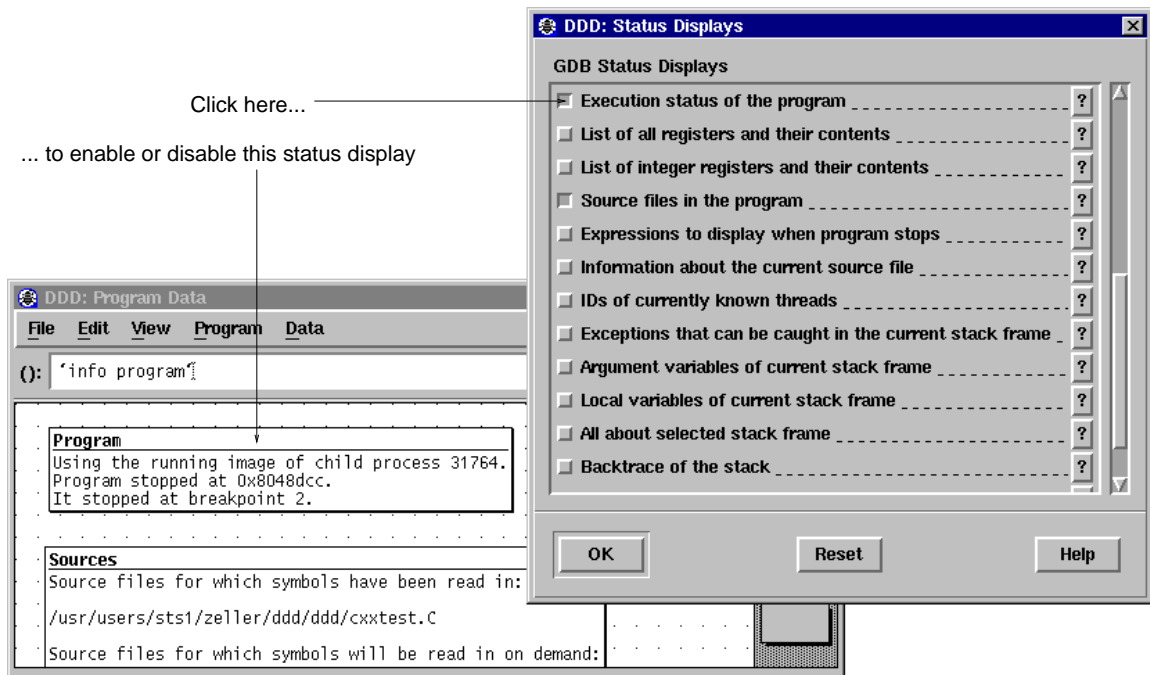 DDD: Status Displays
GDB Status Displays
Click here...
... to enable or disable this status display
Execution status of the program ?
List of all registers and their contents ?
List of integer registers and their contents ?
Source files in the program ?
Expressions to display when program stops ?
Information about the current source file ?
IDs of currently known threads ?
Exceptions that can be caught in the current stack frame ?
Argument variables of current stack frame ?
Local variables of current stack frame ?
All about selected stack frame ?
Backtrace of the stack ?
OK Reset Help
DDD: Program Data
File Edit View Program Data
(): ‘info program‘
Program
Using the running image of child process 31764.
Program stopped at 0x8048dcc.
It stopped at breakpoint 2.
Sources
Source files for which symbols have been read in:
/usr/users/sts1/zeller/ddd/ddd/cxxtest.C
Source files for which symbols will be read in on demand: